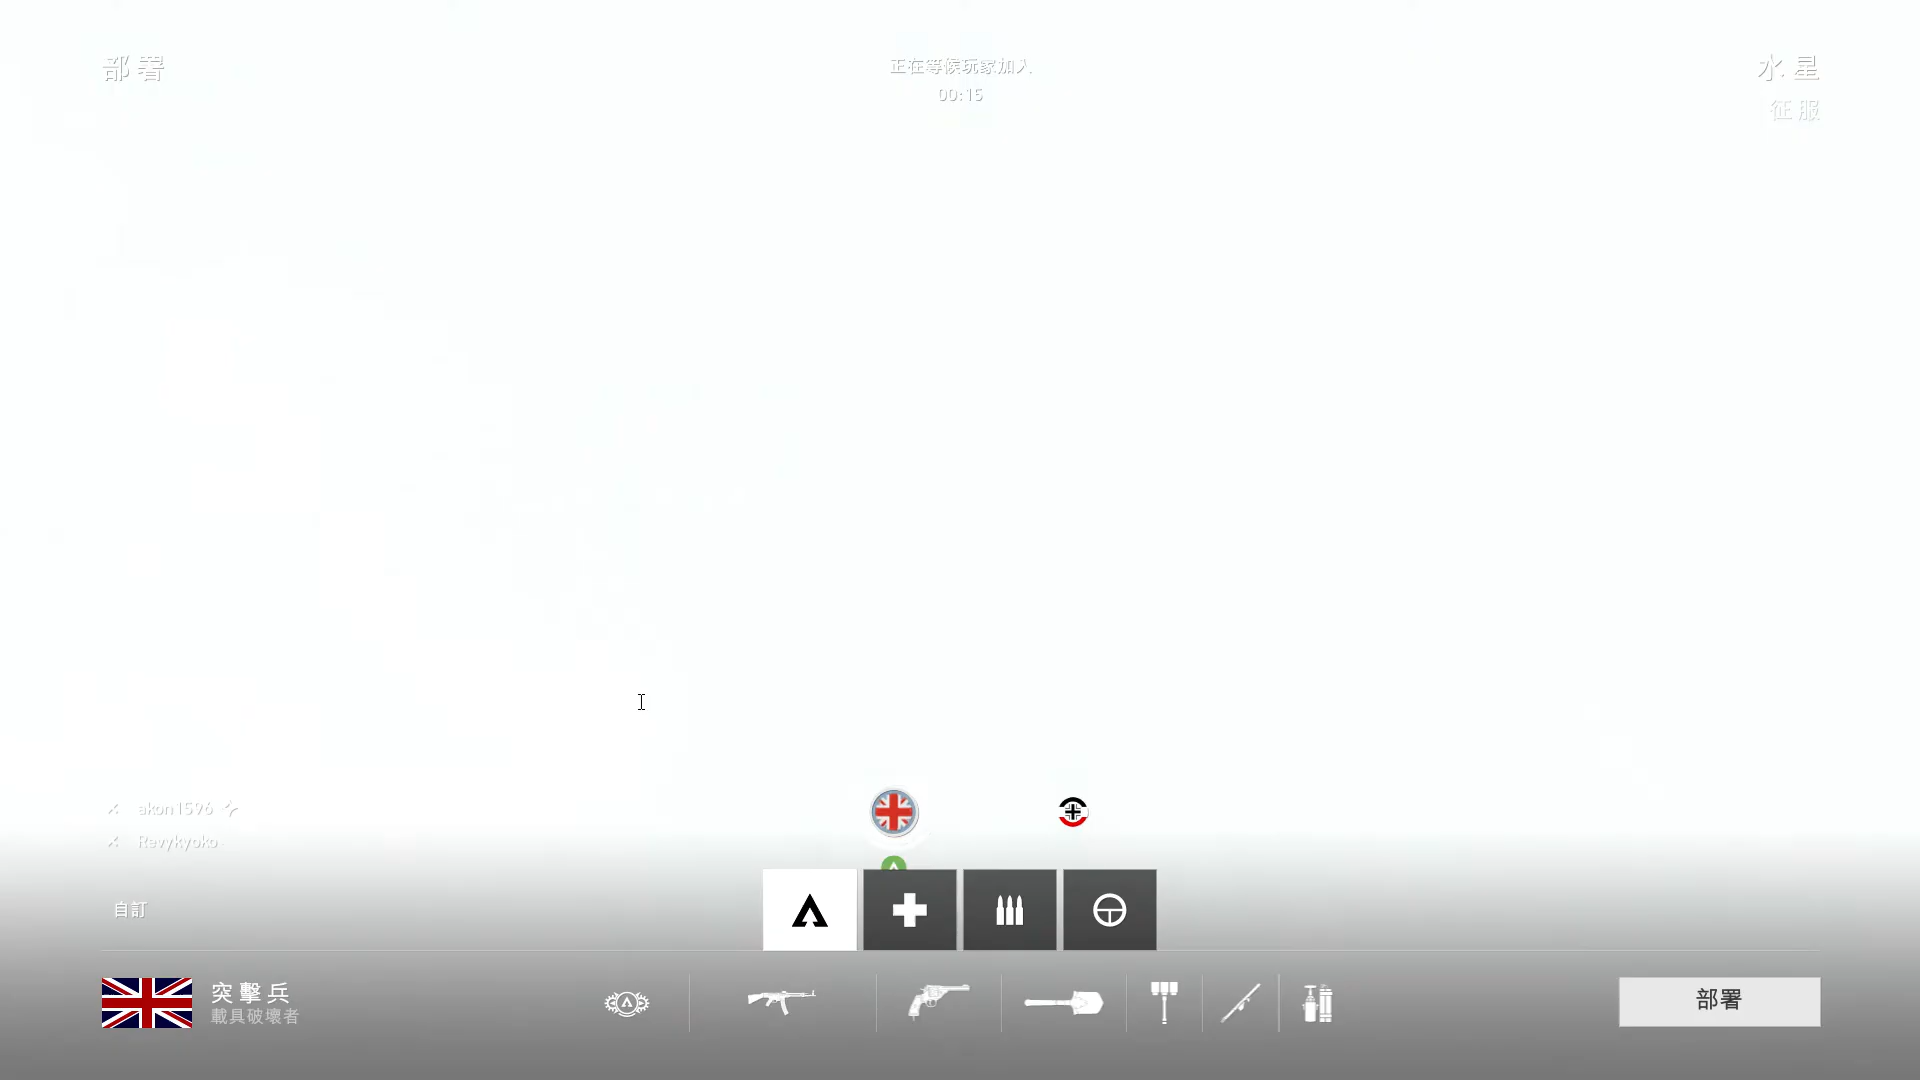 部署
正在等候玩家加入
00:15
水星
征服
akon1596
Revykyoko
自訂
突擊兵
載具破壞者
部署